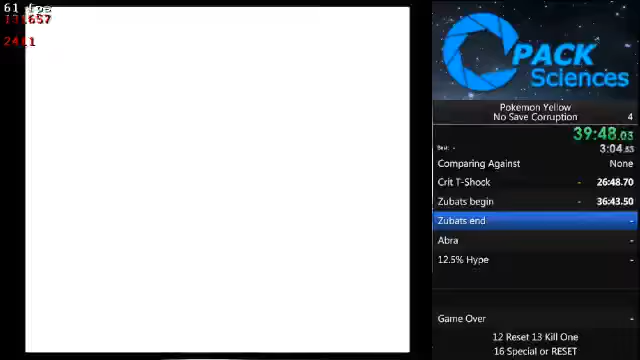 61 fps
131657
2411
PACK
Sciences
Pokemon Yellow
No Save Corruption 4
39:48.03
Best: - 3:04.53
Comparing Against None
Crit T-Shock - 26:48.70
Zubats begin - 36:43.50
Zubats end -
Abra -
12.5% Hype -
Game Over -
12 Reset 13 Kill One
16 Special or RESET